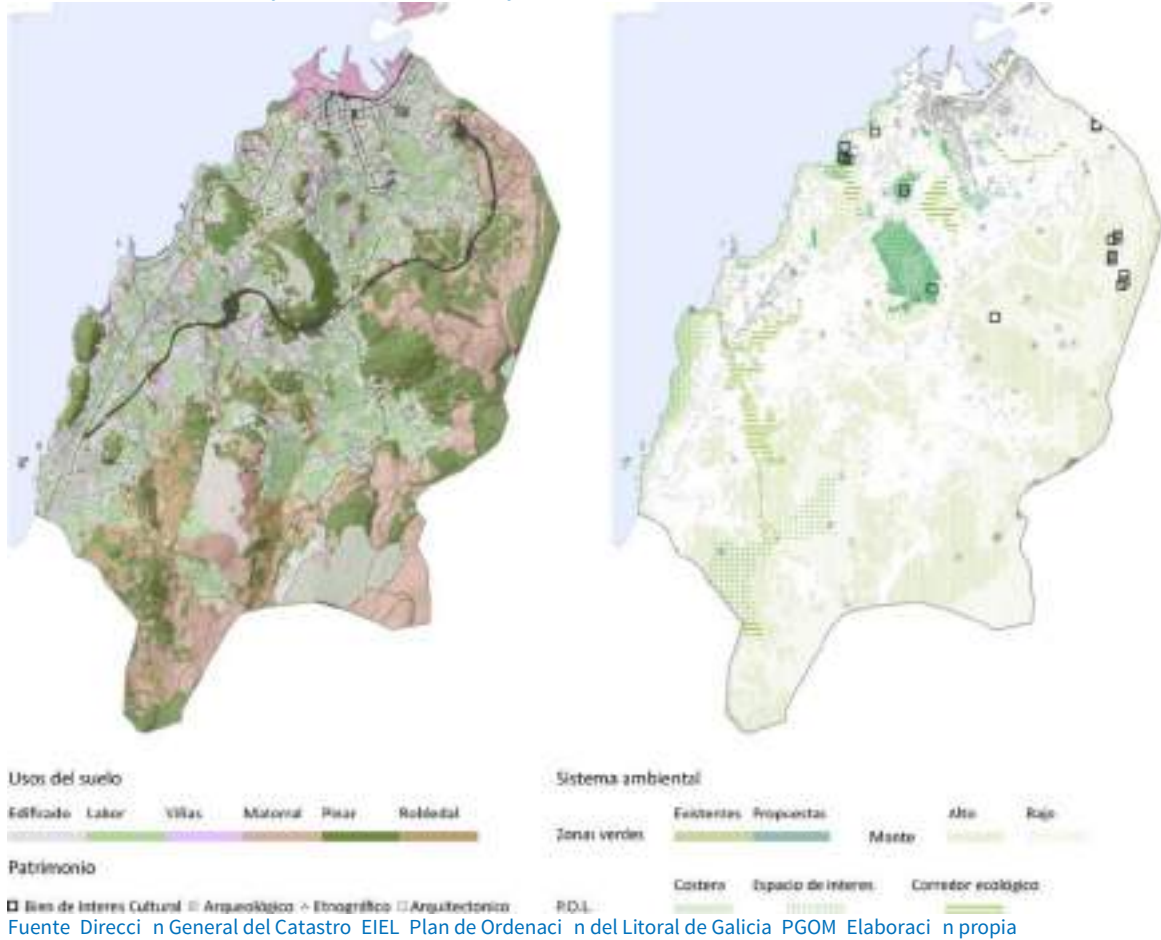 Usos del suelo
Edificado Labor Viñas Matorral Pinar Robledal
Patrimonio
Bien de Interes Cultural Arqueológico Etnográfico Arquitectonico
Sistema ambiental
Existentes Propuestas Alto Bajo
Zonas verdes Monte
Costera Espacio de interes Corredor ecológico
P.O.L.
Fuente Direcci n General del Catastro EIEL Plan de Ordenaci n del Litoral de Galicia PGOM Elaboraci n propia